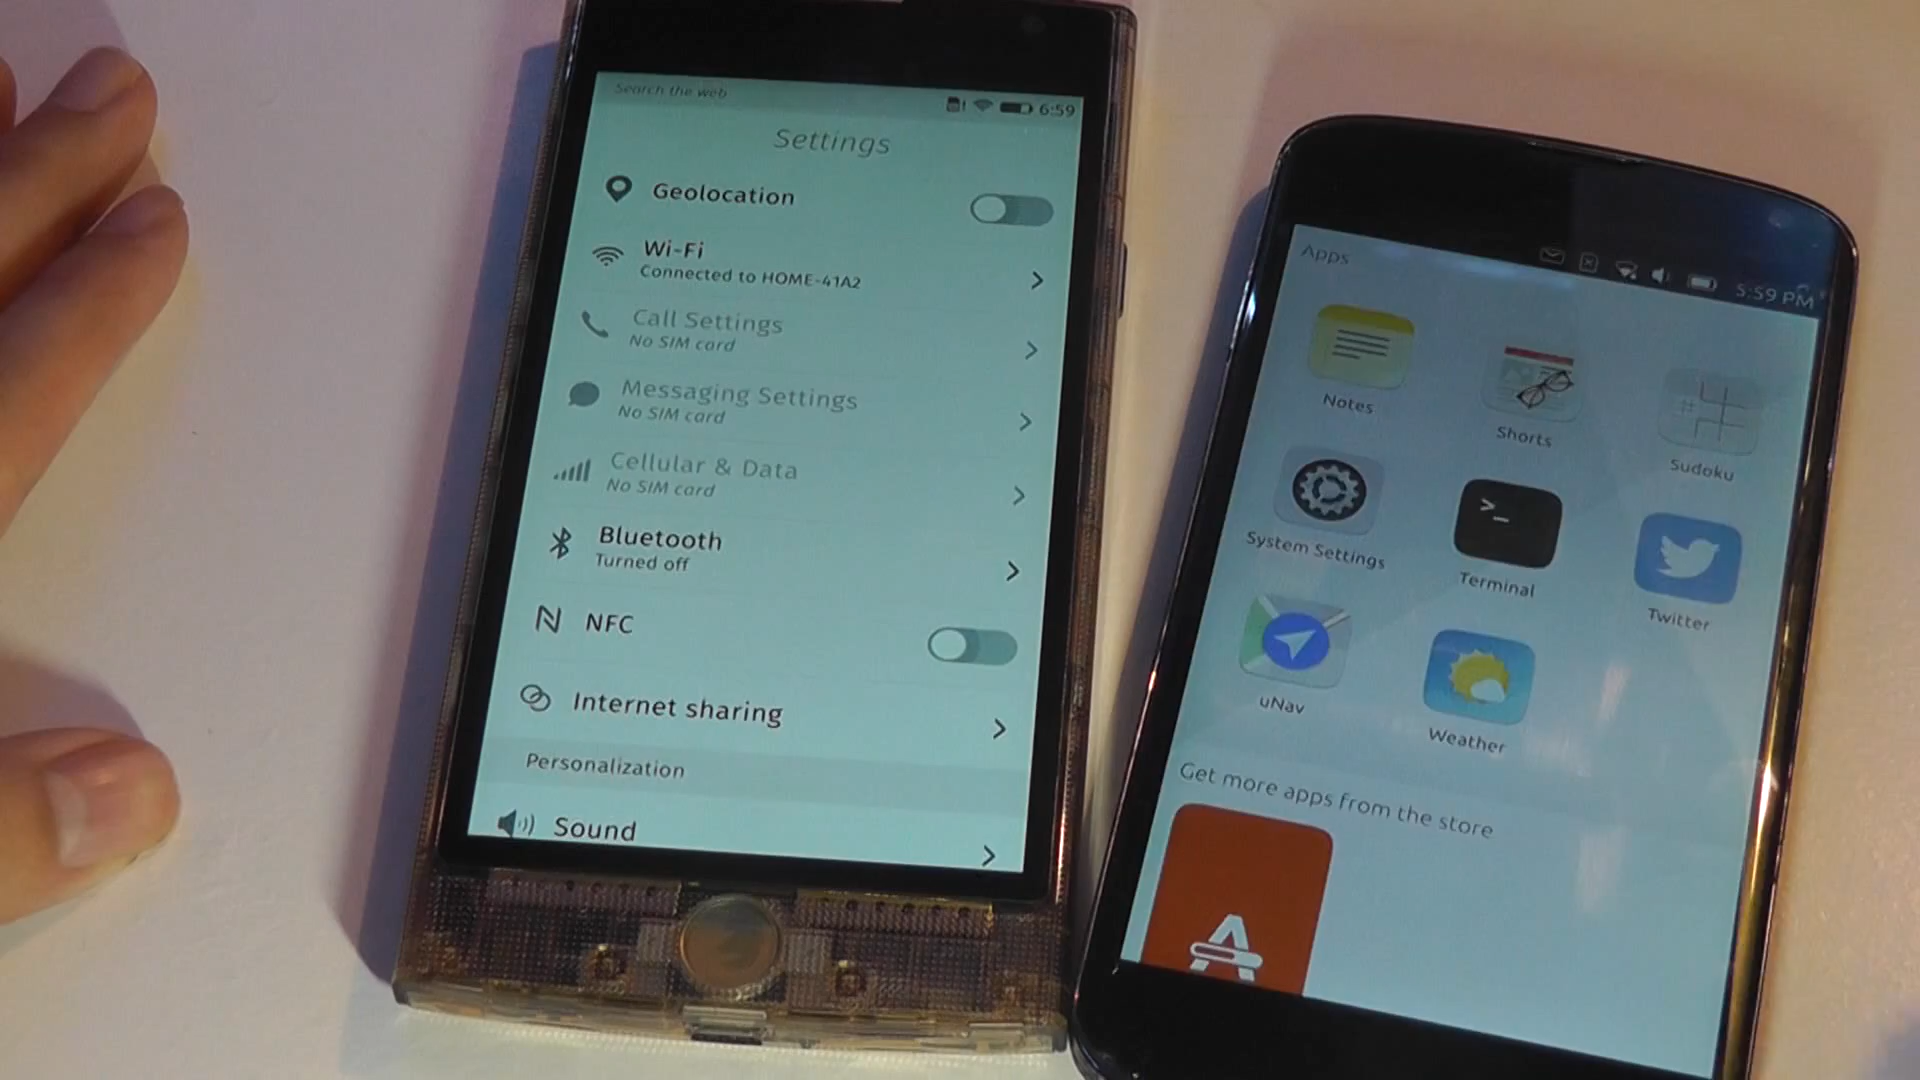 Search the web
6:59
Settings
Geolocation
Wi-Fi
Connected to HOME-41A2
Call Settings
No SIM card
Messaging Settings
No SIM card
Cellular & Data
No SIM card
Bluetooth
Turned off
NFC
Internet sharing
Personalization
Sound
Apps
5:59 PM
Notes
Shorts
Sudoku
System Settings
>_
Terminal
Twitter
uNav
Weather
Get more apps from the store